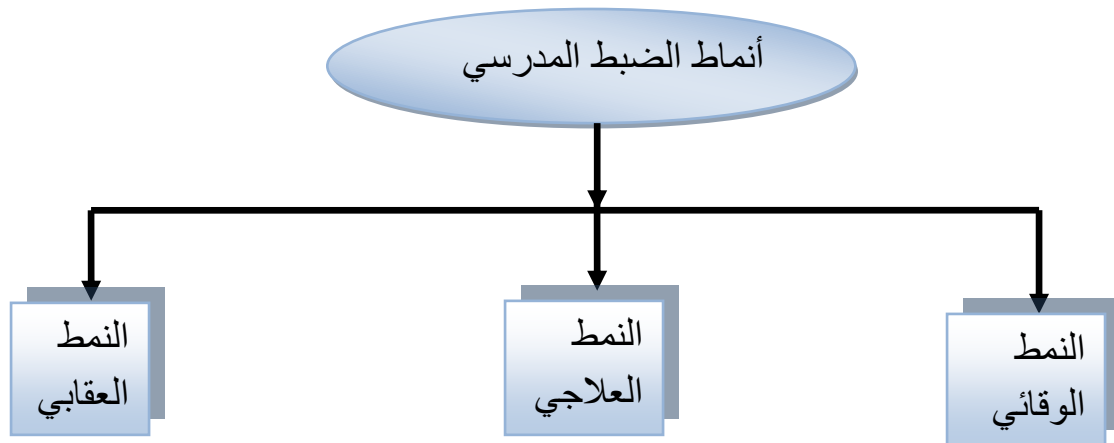 أنماط الضبط المدرسي
النمط
الوقائي
النمط
العلاجي
النمط
العقابي